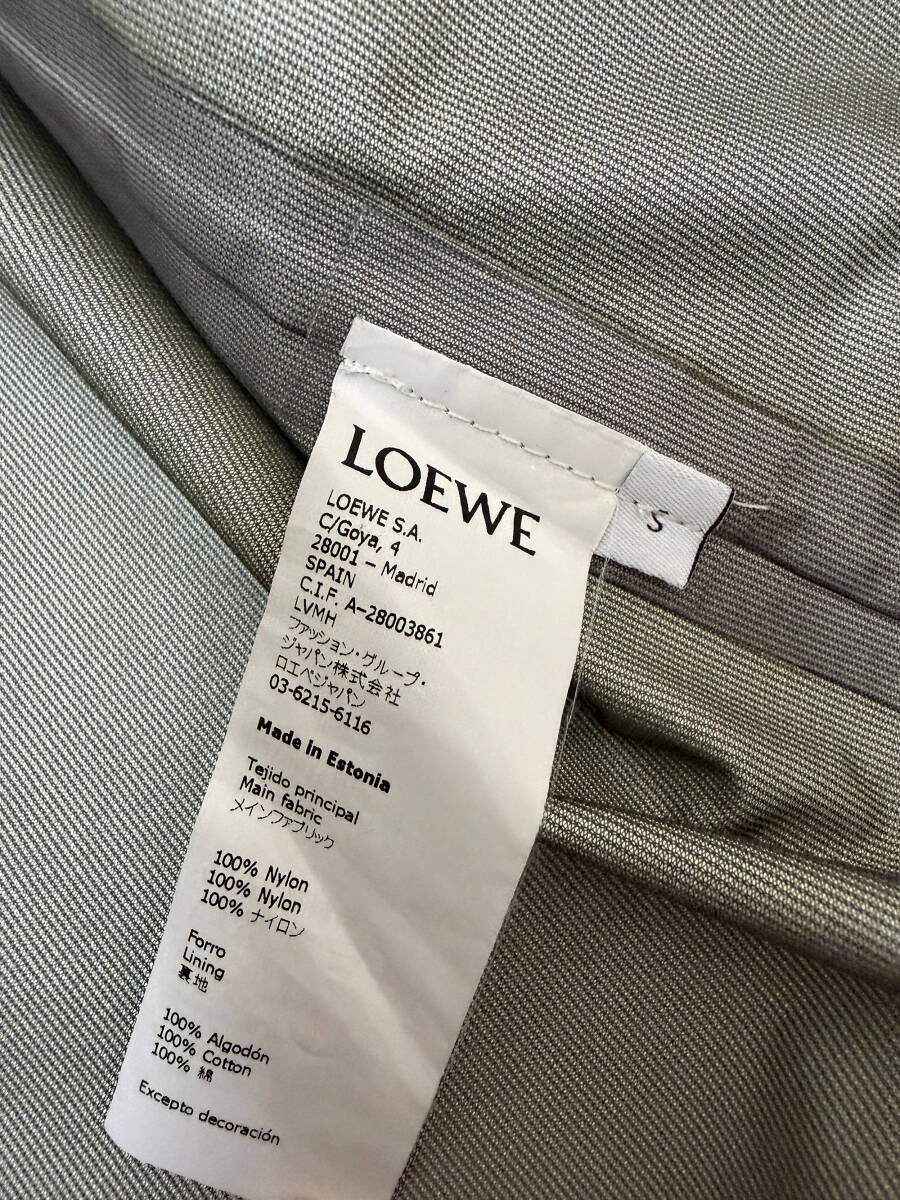 LOEWE
S
LOEWE S.A.
C/Goya, 4
28001 – Madrid
SPAIN
C.I.F. A-28003861
LVMH
ファッション・グループ・
ジャパン株式会社
ロエベジャパン
03-6215-6116
Made in Estonia
Tejido principal
Main fabric
メインファブリック
100% Nylon
100% Nylon
100% ナイロン
Forro
Lining
裏地
100% Algodón
100% Cotton
100% 綿
Excepto decoración